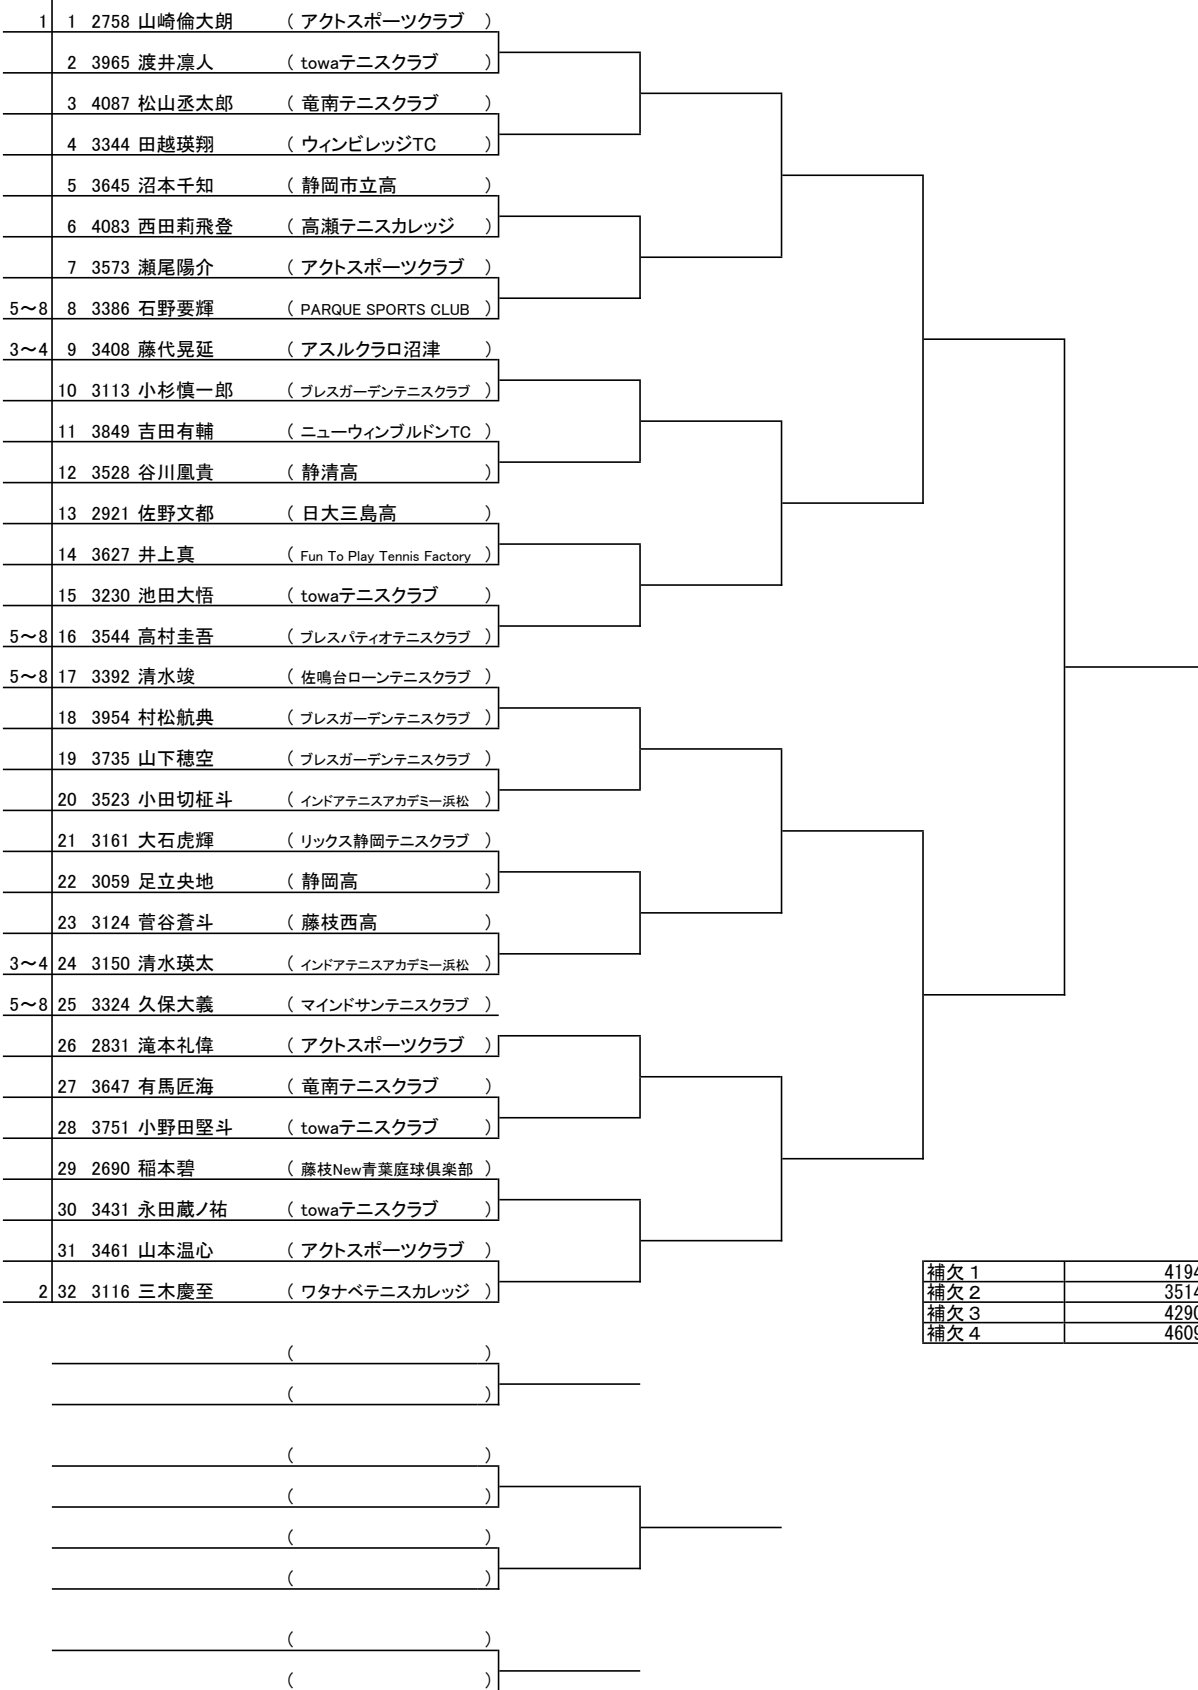 1 1 2758 山崎倫大朗 ( アクトスポーツクラブ )
2 3965 渡井凛人 ( towaテニスクラブ )
3 4087 松山丞太郎 ( 竜南テニスクラブ )
4 3344 田越瑛翔 ( ウィンビレッジTC )
5 3645 沼本千知 ( 静岡市立高 )
6 4083 西田莉飛登 ( 高瀬テニスカレッジ )
7 3573 瀬尾陽介 ( アクトスポーツクラブ )
5～8 8 3386 石野要輝 ( PARQUE SPORTS CLUB )
3～4 9 3408 藤代晃延 ( アスルクラロ沼津 )
10 3113 小杉慎一郎 ( ブレスガーデンテニスクラブ )
11 3849 吉田有輔 ( ニューウィンブルドンTC )
12 3528 谷川凰貴 ( 静清高 )
13 2921 佐野文都 ( 日大三島高 )
14 3627 井上真 ( Fun To Play Tennis Factory )
15 3230 池田大悟 ( towaテニスクラブ )
5～8 16 3544 高村圭吾 ( ブレスパティオテニスクラブ )
5～8 17 3392 清水竣 ( 佐鳴台ローンテニスクラブ )
18 3954 村松航典 ( ブレスガーデンテニスクラブ )
19 3735 山下穂空 ( ブレスガーデンテニスクラブ )
20 3523 小田切柾斗 ( インドアテニスアカデミー浜松 )
21 3161 大石虎輝 ( リックス静岡テニスクラブ )
22 3059 足立央地 ( 静岡高 )
23 3124 菅谷蒼斗 ( 藤枝西高 )
3～4 24 3150 清水瑛太 ( インドアテニスアカデミー浜松 )
5～8 25 3324 久保大義 ( マインドサンテニスクラブ )
26 2831 滝本礼偉 ( アクトスポーツクラブ )
27 3647 有馬匠海 ( 竜南テニスクラブ )
28 3751 小野田堅斗 ( towaテニスクラブ )
29 2690 稲本碧 ( 藤枝New青葉庭球倶楽部 )
30 3431 永田蔵ノ祐 ( towaテニスクラブ )
31 3461 山本温心 ( アクトスポーツクラブ )
2 32 3116 三木慶至 ( ワタナベテニスカレッジ )
補欠1 4194
補欠2 3514
補欠3 4290
補欠4 4609
( )
( )
( )
( )
( )
( )
( )
( )